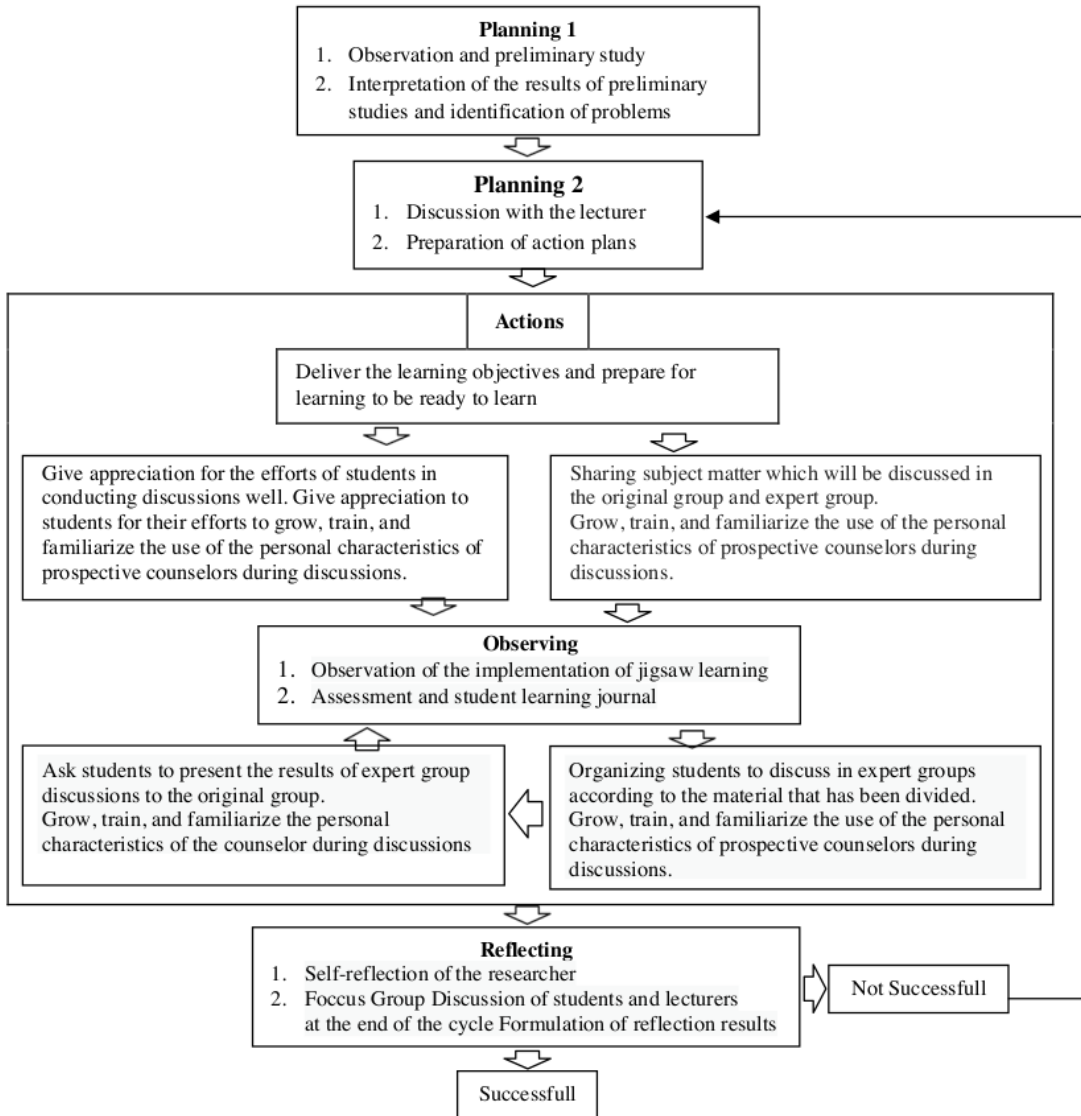 Planning 1
1. Observation and preliminary study
2. Interpretation of the results of preliminary
studies and identification of problems
Planning 2
1. Discussion with the lecturer
2. Preparation of action plans
Actions
Deliver the learning objectives and prepare for
learning to be ready to learn
Give appreciation for the efforts of students in
conducting discussions well. Give appreciation to
students for their efforts to grow, train, and
familiarize the use of the personal characteristics of
prospective counselors during discussions.
Sharing subject matter which will be discussed in
the original group and expert group.
Grow, train, and familiarize the use of the personal
characteristics of prospective counselors during
discussions.
Observing
1. Observation of the implementation of jigsaw learning
2. Assessment and student learning journal
Ask students to present the results of expert group
discussions to the original group.
Grow, train, and familiarize the personal
characteristics of the counselor during discussions
Organizing students to discuss in expert groups
according to the material that has been divided.
Grow, train, and familiarize the use of the personal
characteristics of prospective counselors during
discussions.
Reflecting
1. Self-reflection of the researcher
2. Foccus Group Discussion of students and lecturers
at the end of the cycle Formulation of reflection results
Not Successfull
Successfull